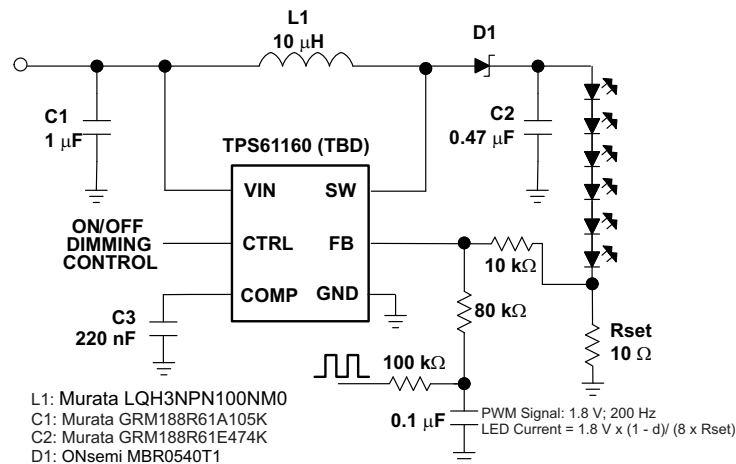 L1
10 μH
D1
C1
1 μF
C2
0.47 μF
TPS61160 (TBD)
VIN
SW
ON/OFF
DIMMING
CONTROL
CTRL
FB
10 kΩ
COMP
GND
C3
220 nF
80 kΩ
Rset
10 Ω
100 kΩ
0.1 μF
PWM Signal: 1.8 V; 200 Hz
LED Current = 1.8 V x (1 - d)/ (8 x Rset)
L1: Murata LQH3NPN100NM0
C1: Murata GRM188R61A105K
C2: Murata GRM188R61E474K
D1: ONsemi MBR0540T1